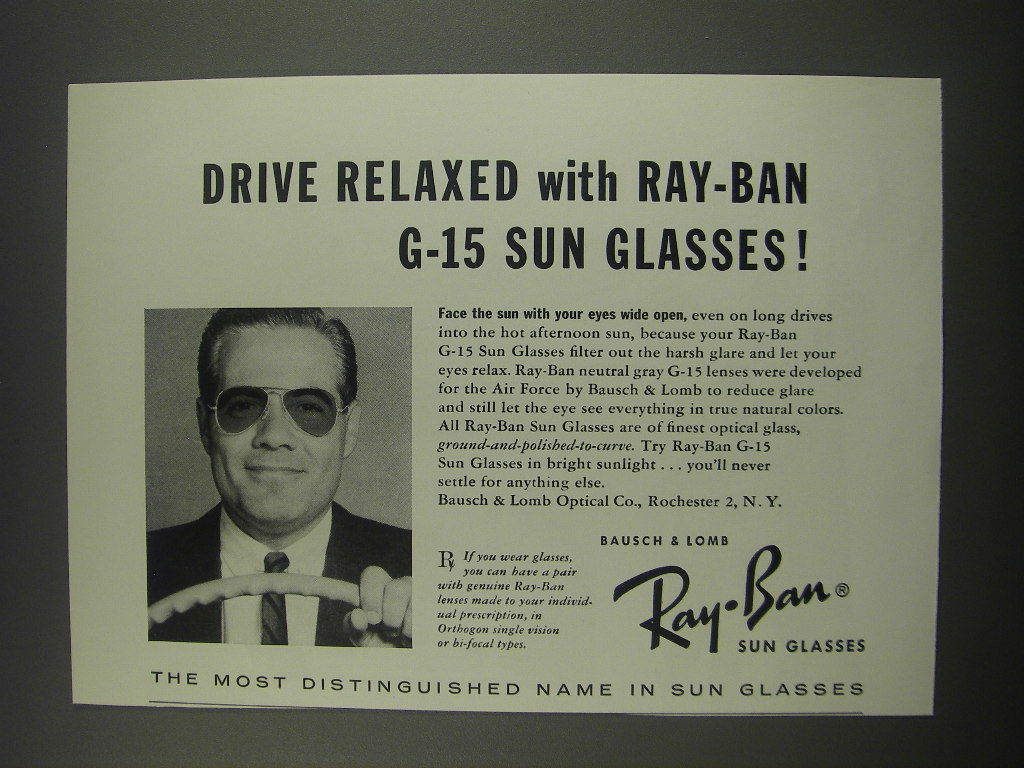 DRIVE RELAXED with RAY-BAN
G-15 SUN GLASSES!
Face the sun with your eyes wide open, even on long drives
into the hot afternoon sun, because your Ray-Ban
G-15 Sun Glasses filter out the harsh glare and let your
eyes relax. Ray-Ban neutral gray G-15 lenses were developed
for the Air Force by Bausch & Lomb to reduce glare
and still let the eye see everything in true natural colors.
All Ray-Ban Sun Glasses are of finest optical glass,
ground-and-polished-to-curve. Try Ray-Ban G-15
Sun Glasses in bright sunlight . . . you'll never
settle for anything else.
Bausch & Lomb Optical Co., Rochester 2, N. Y.
℞ If you wear glasses,
you can have a pair
with genuine Ray-Ban
lenses made to your individ-
ual prescription, in
Orthogon single vision
or bi-focal types.
BAUSCH & LOMB
Ray-Ban®
SUN GLASSES
THE MOST DISTINGUISHED NAME IN SUN GLASSES